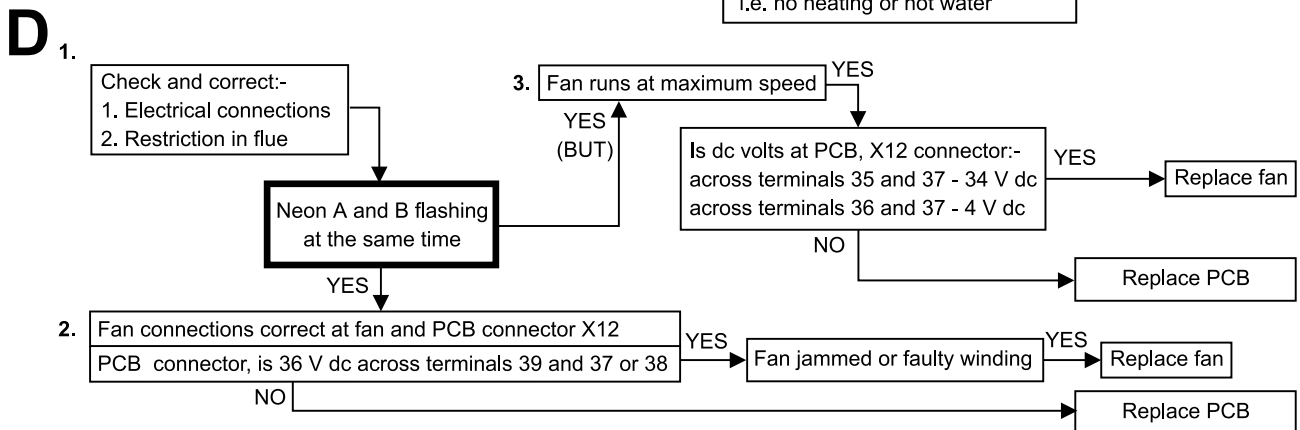 i.e. no heating or hot water
D
1.
Check and correct:-
1. Electrical connections
2. Restriction in flue
Neon A and B flashing
at the same time
YES
(BUT)
3. Fan runs at maximum speed
YES
Is dc volts at PCB, X12 connector:-
across terminals 35 and 37 - 34 V dc
across terminals 36 and 37 - 4 V dc
YES
Replace fan
NO
Replace PCB
YES
2. Fan connections correct at fan and PCB connector X12
PCB connector, is 36 V dc across terminals 39 and 37 or 38
YES
Fan jammed or faulty winding
YES
Replace fan
NO
Replace PCB